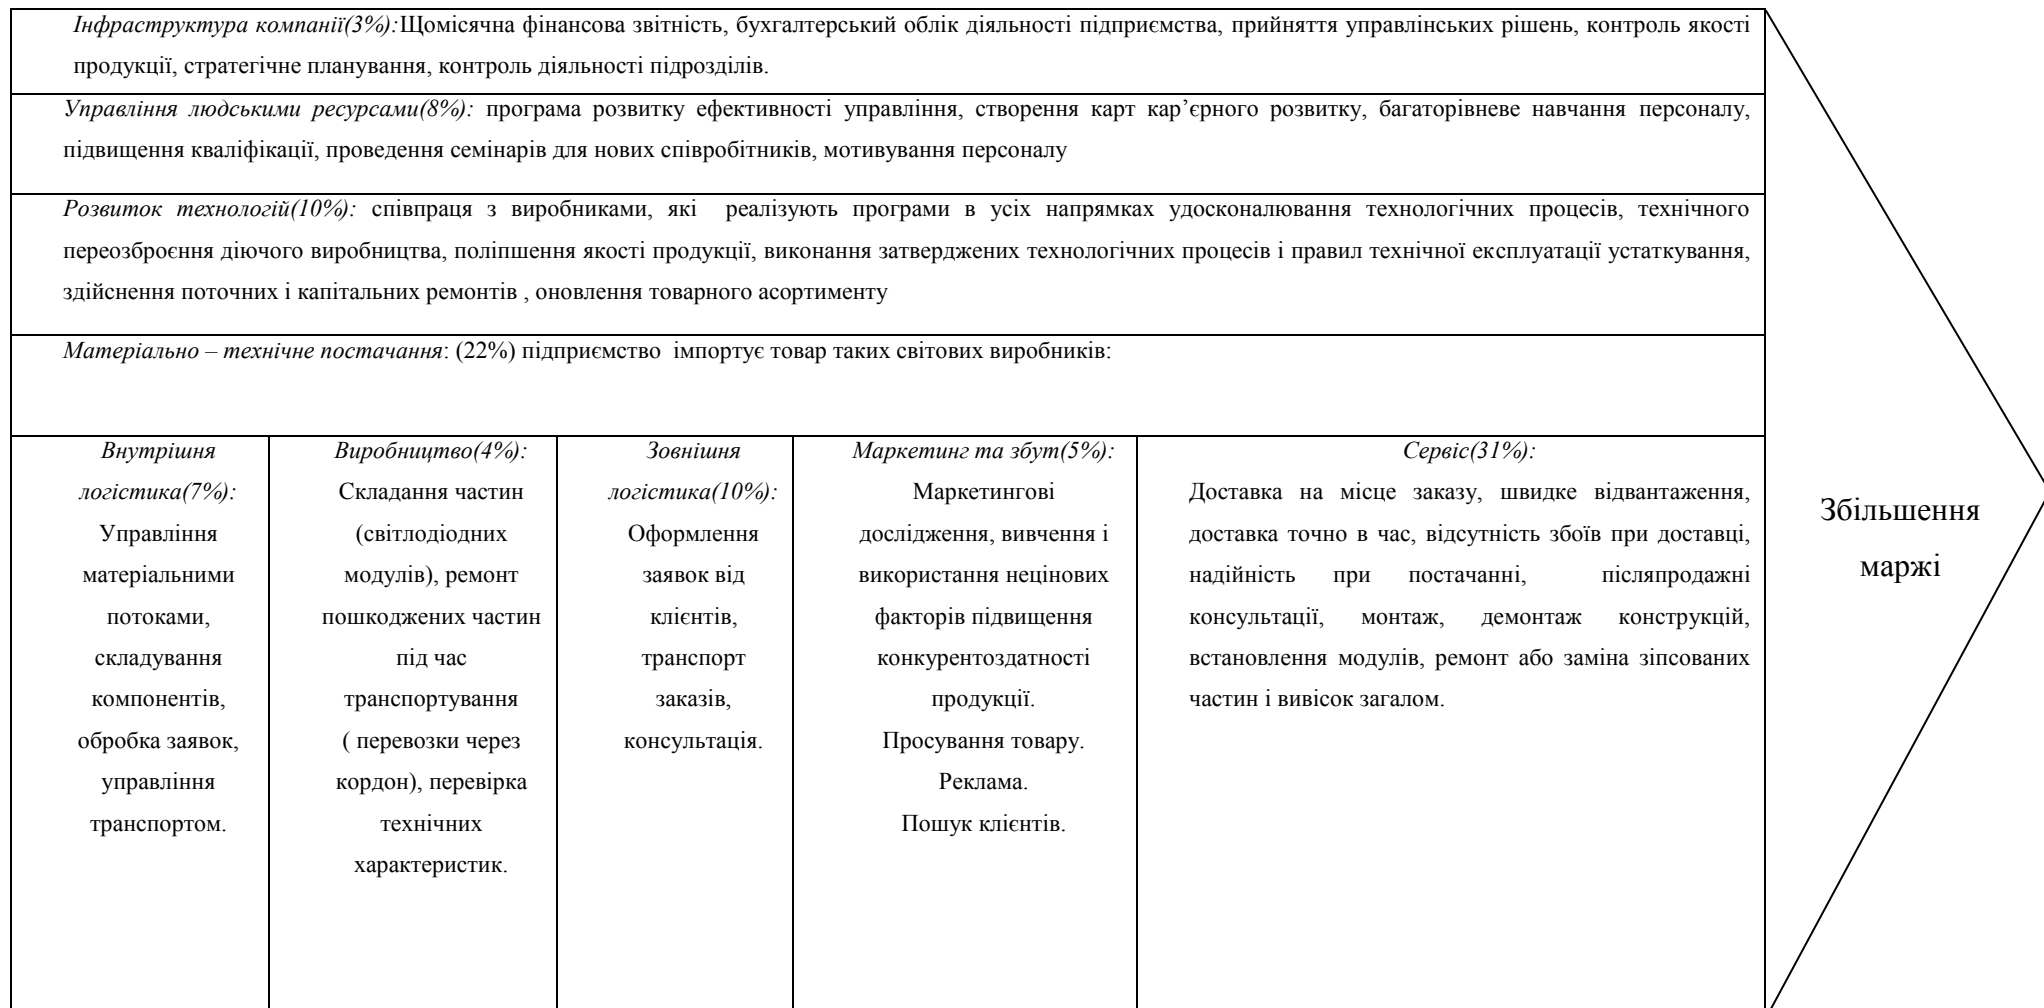 Інфраструктура компанії(3%):Щомісячна фінансова звітність, бухгалтерський облік діяльності підприємства, прийняття управлінських рішень, контроль якості
продукції, стратегічне планування, контроль діяльності підрозділів.
Управління людськими ресурсами(8%): програма розвитку ефективності управління, створення карт кар’єрного розвитку, багаторівневе навчання персоналу,
підвищення кваліфікації, проведення семінарів для нових співробітників, мотивування персоналу
Розвиток технологій(10%): співпраця з виробниками, які реалізують програми в усіх напрямках удосконалювання технологічних процесів, технічного
переозброєння діючого виробництва, поліпшення якості продукції, виконання затверджених технологічних процесів і правил технічної експлуатації устаткування,
здійснення поточних і капітальних ремонтів , оновлення товарного асортименту
Матеріально – технічне постачання: (22%) підприємство імпортує товар таких світових виробників:
Внутрішня
логістика(7%):
Управління
матеріальними
потоками,
складування
компонентів,
обробка заявок,
управління
транспортом.
Виробництво(4%):
Складання частин
(світлодіодних
модулів), ремонт
пошкоджених частин
під час
транспортування
( перевозки через
кордон), перевірка
технічних
характеристик.
Зовнішня
логістика(10%):
Оформлення
заявок від
клієнтів,
транспорт
заказів,
консультація.
Маркетинг та збут(5%):
Маркетингові
дослідження, вивчення і
використання нецінових
факторів підвищення
конкурентоздатності
продукції.
Просування товару.
Реклама.
Пошук клієнтів.
Сервіс(31%):
Доставка на місце заказу, швидке відвантаження,
доставка точно в час, відсутність збоїв при доставці,
надійність при постачанні, післяпродажні
консультації, монтаж, демонтаж конструкцій,
встановлення модулів, ремонт або заміна зіпсованих
частин і вивісок загалом.
Збільшення
маржі